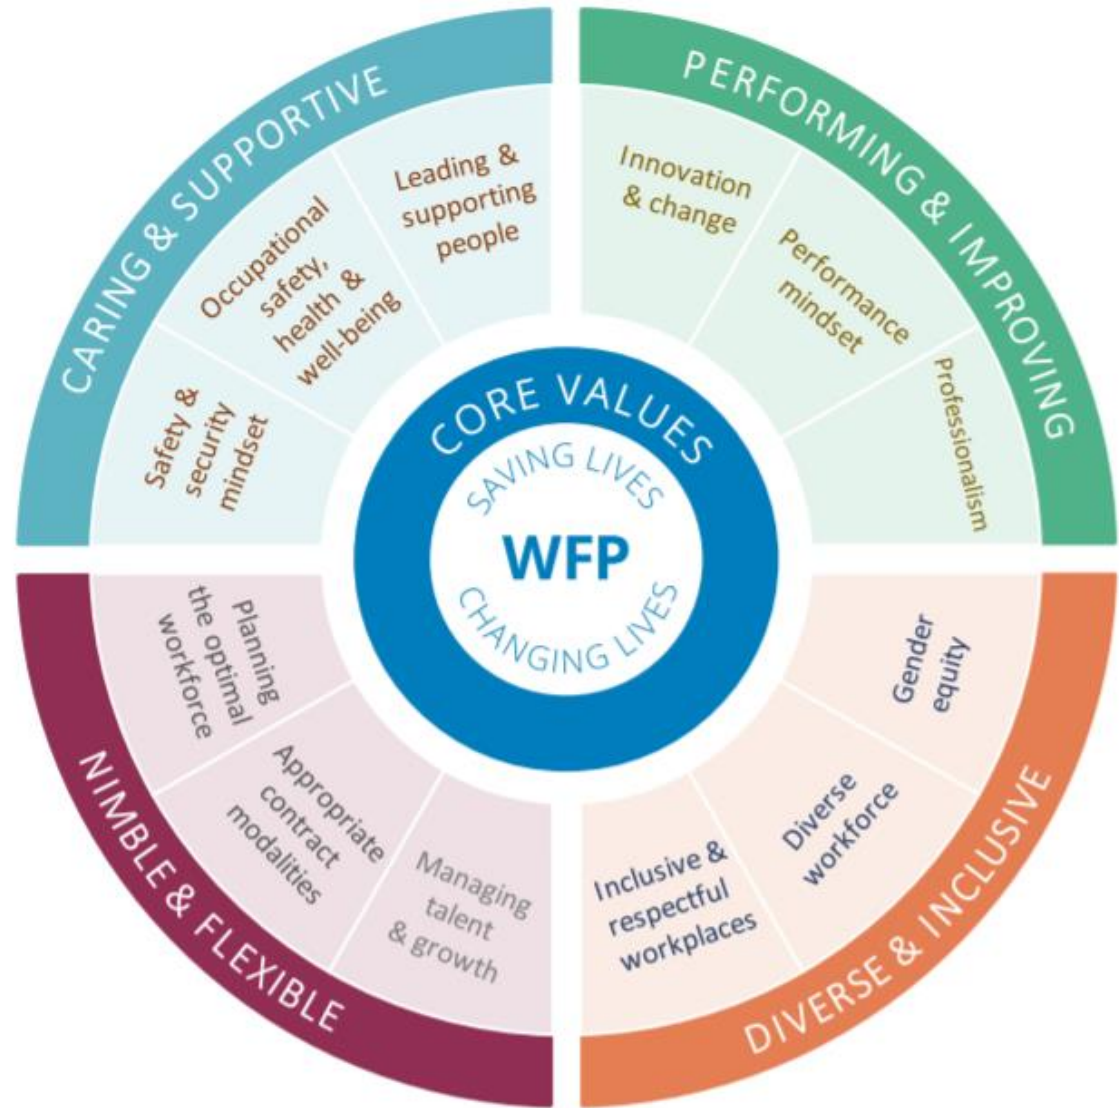 CARING & SUPPORTIVE
Safety &
security
mindset
Occupational
safety,
health &
well-being
Leading &
supporting
people
PERFORMING & IMPROVING
Innovation
& change
Performance
mindset
Professionalism
CORE VALUES
SAVING LIVES
WFP
CHANGING LIVES
NIMBLE & FLEXIBLE
Planning
the optimal
workforce
Appropriate
contract
modalities
Managing
talent
& growth
DIVERSE & INCLUSIVE
Gender
equity
Diverse
workforce
Inclusive &
respectful
workplaces